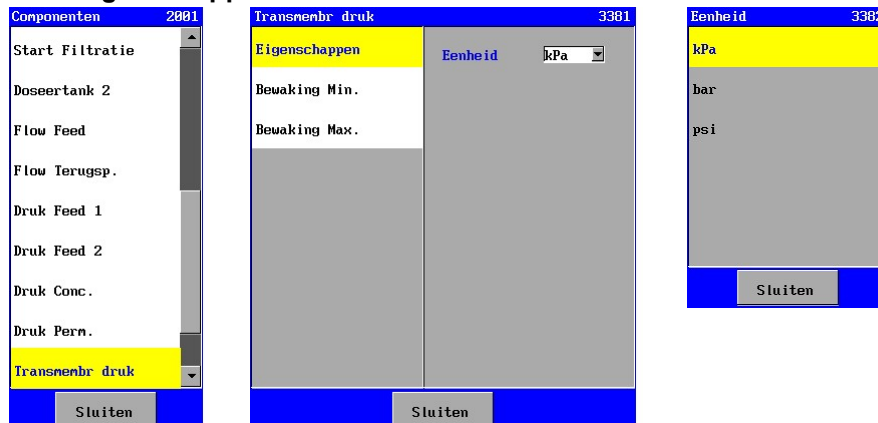 Componenten 2001
Start Filtratie
Doseertank 2
Flow Feed
Flow Terugsp.
Druk Feed 1
Druk Feed 2
Druk Conc.
Druk Perm.
Transmembr druk
Sluiten
Transmembr druk 3381
Eigenschappen
Bewaking Min.
Bewaking Max.
Eenheid kPa
Sluiten
Eenheid 3382
kPa
bar
psi
Sluiten